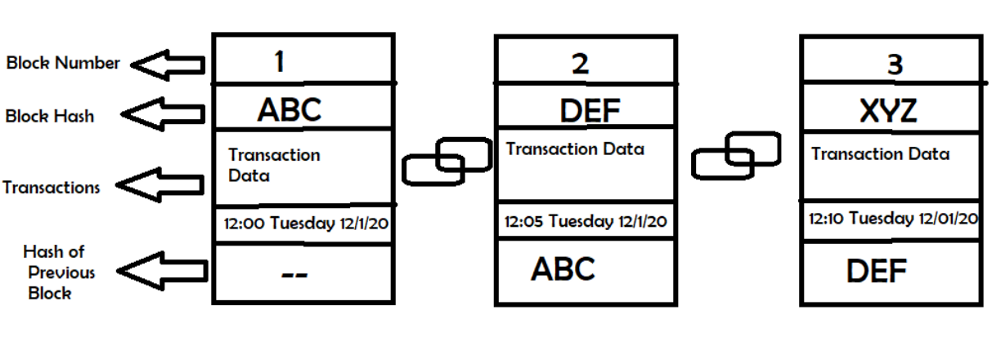 Block Number
1
2
3
Block Hash
ABC
DEF
XYZ
Transactions
Transaction
Data
Transaction Data
Transaction Data
12:00 Tuesday 12/1/20
12:05 Tuesday 12/1/20
12:10 Tuesday 12/01/20
Hash of
Previous
Block
--
ABC
DEF